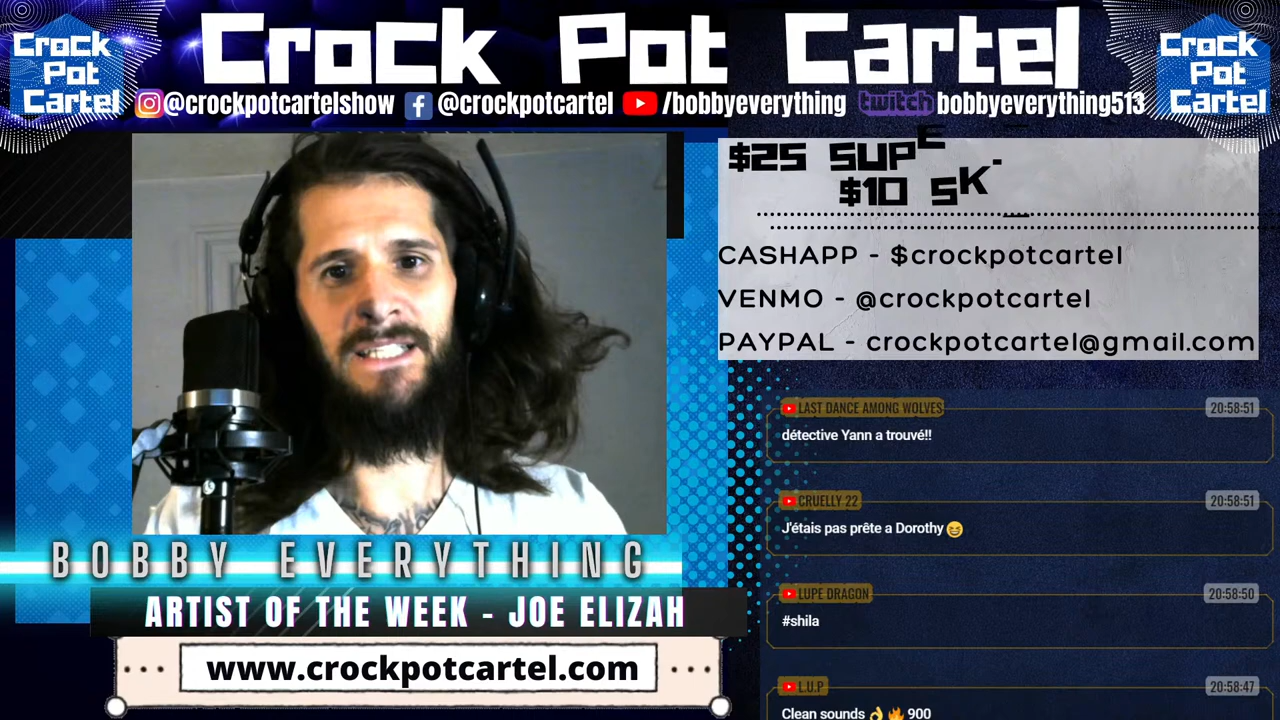 Crock Pot Cartel
Crock
Pot
Cartel
Crock
Pot
Cartel
@crockpotcartelshow @crockpotcartel /bobbyeverything twitch bobbyeverything513
$25 SUPE
$10 SK
CASHAPP - $crockpotcartel
VENMO - @crockpotcartel
PAYPAL - crockpotcartel@gmail.com
LAST DANCE AMONG WOLVES 20:58:51
détective Yann a trouvé!!
CRUELLY 22 20:58:51
J'étais pas prête a Dorothy 😆
LUPE DRAGON 20:58:50
#shila
L.U.P 20:58:47
Clean sounds 👌🔥 900
BOBBY EVERYTHING
ARTIST OF THE WEEK - JOE ELIZAH
www.crockpotcartel.com